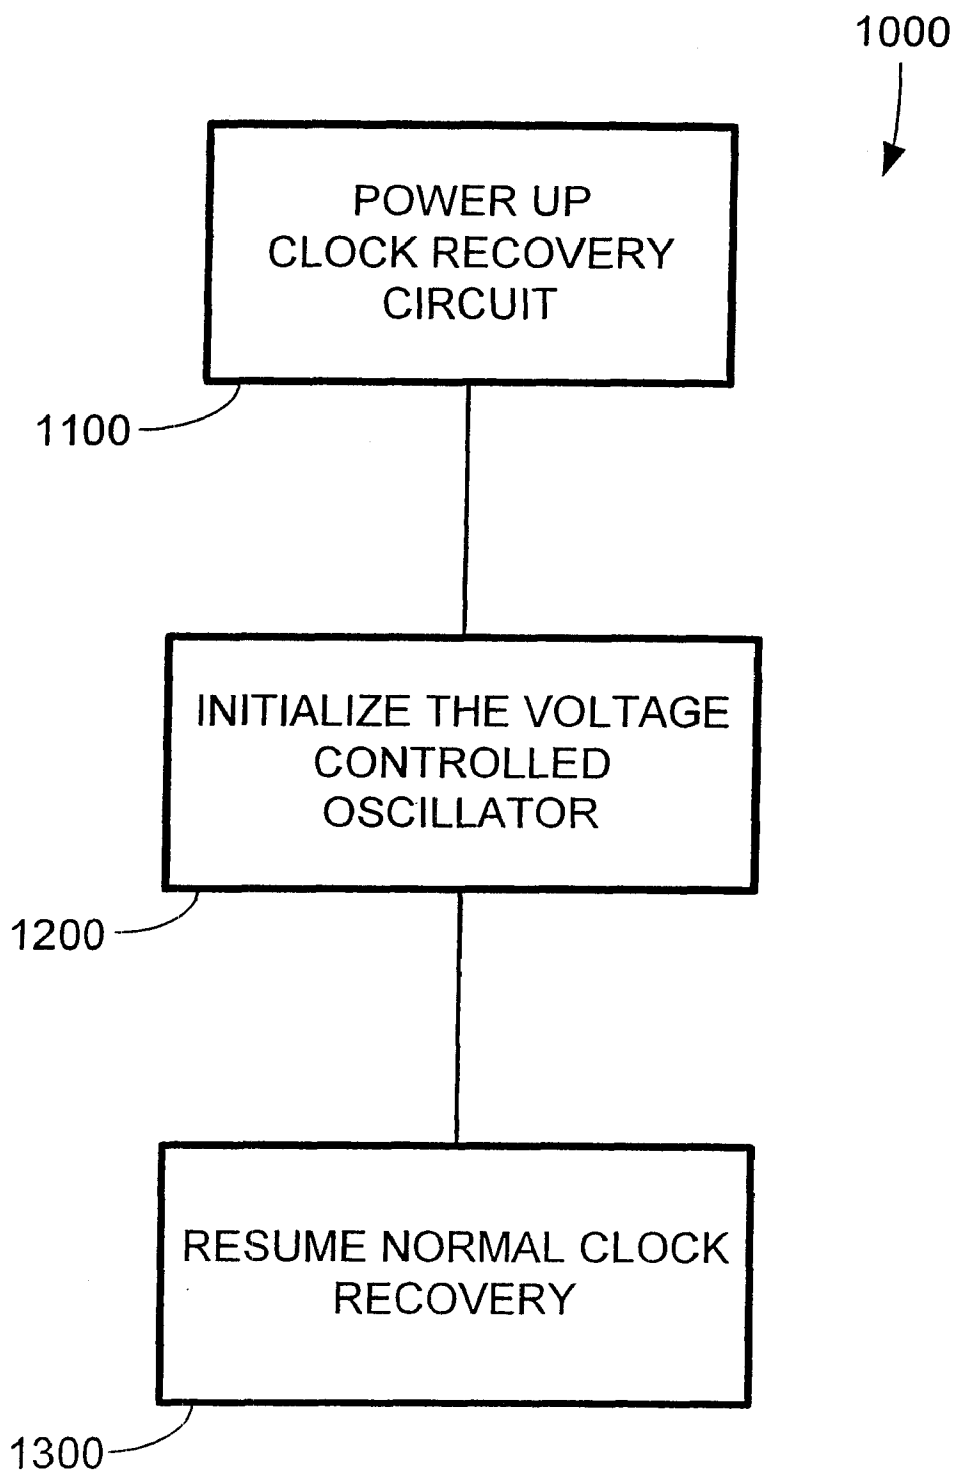 1000
POWER UP
CLOCK RECOVERY
CIRCUIT
1100
INITIALIZE THE VOLTAGE
CONTROLLED
OSCILLATOR
1200
RESUME NORMAL CLOCK
RECOVERY
1300